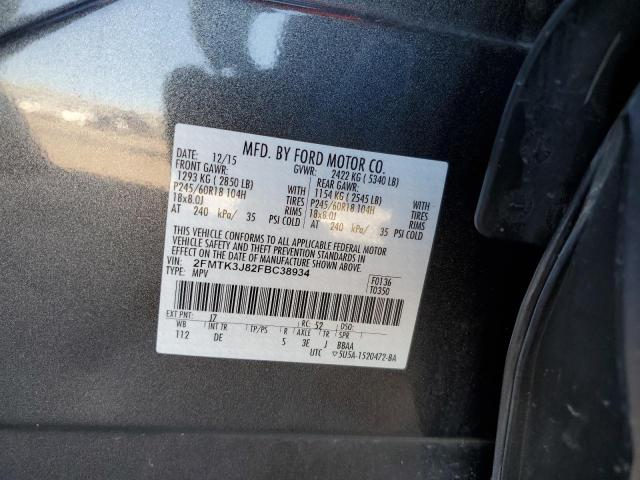 MFD. BY FORD MOTOR CO.
DATE: 12/15 GVWR: 2422 KG ( 5340 LB)
FRONT GAWR: REAR GAWR:
1293 KG ( 2850 LB) 1154 KG ( 2545 LB)
P245/60R18 104H TIRES P245/60R18 104H TIRES
18x8.0J RIMS 18x8.0J RIMS
AT 240 kPa/ 35 PSI COLD AT 240 kPa/ 35 PSI COLD
THIS VEHICLE CONFORMS TO ALL APPLICABLE FEDERAL MOTOR
VEHICLE SAFETY AND THEFT PREVENTION STANDARDS IN EFFECT
ON THE DATE OF MANUFACTURE SHOWN ABOVE.
VIN: 2FMTK3J82FBC38934
TYPE: MPV
F0136
T0350
EXT PNT: J7 RC: 52 DSO:
WB INT TR TP/PS R AXLE TR SPR
112 DE S 3E J BBAA
UTC ▽5U5A-1520472-BA